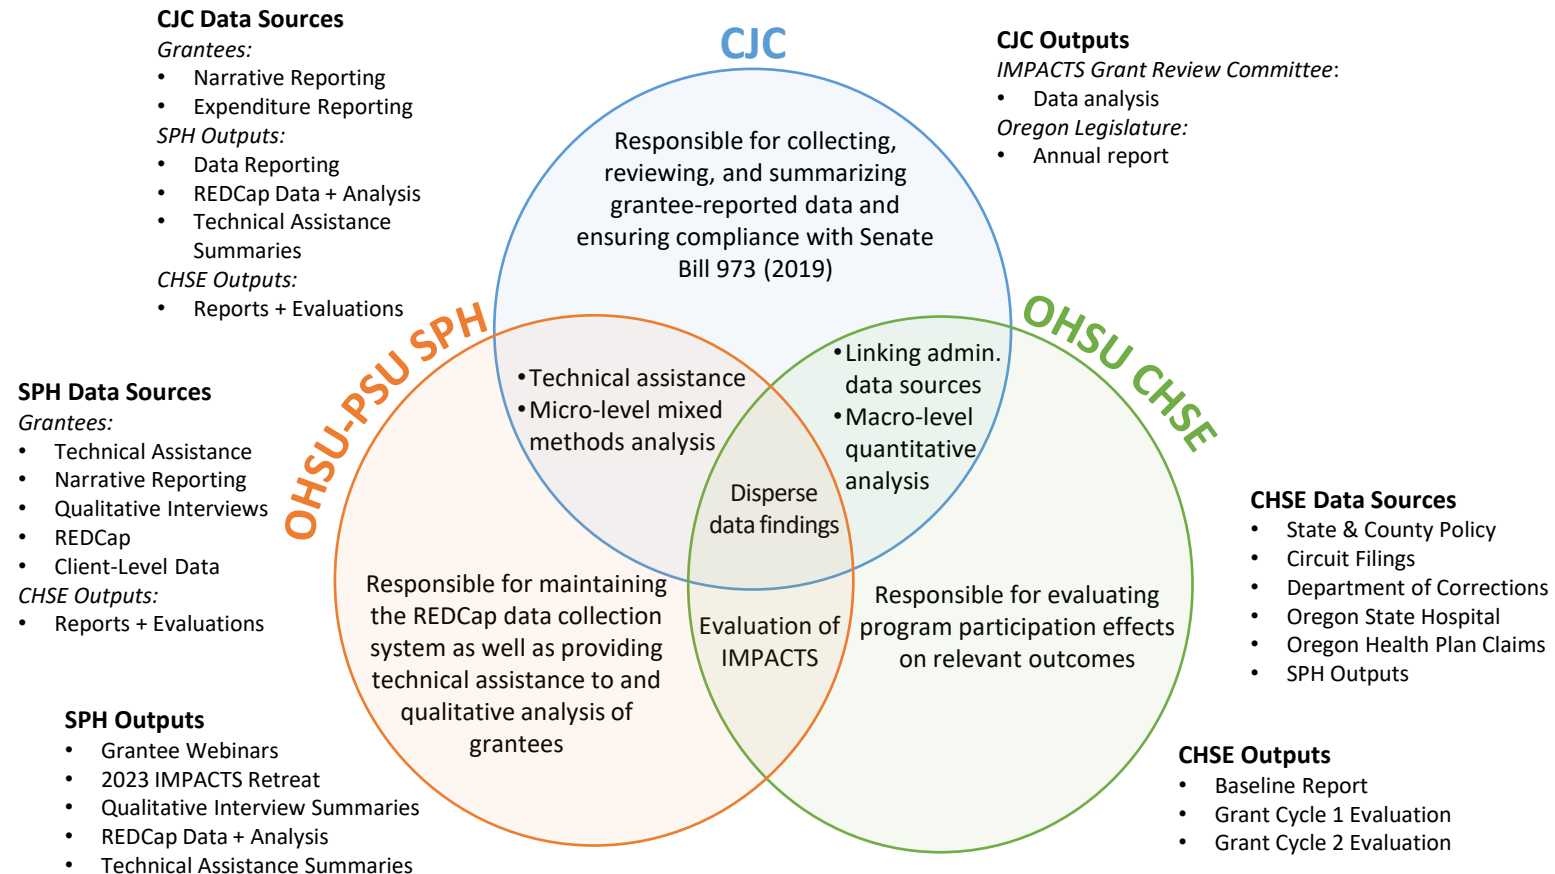 CJC Data Sources
Grantees:
• Narrative Reporting
• Expenditure Reporting
SPH Outputs:
• Data Reporting
• REDCap Data + Analysis
• Technical Assistance
Summaries
CHSE Outputs:
• Reports + Evaluations
CJC
CJC Outputs
IMPACTS Grant Review Committee:
• Data analysis
Oregon Legislature:
• Annual report
Responsible for collecting,
reviewing, and summarizing
grantee-reported data and
ensuring compliance with Senate
Bill 973 (2019)
OHSU-PSU SPH
OHSU CHSE
• Technical assistance
• Micro-level mixed
methods analysis
• Linking admin.
data sources
• Macro-level
quantitative
analysis
Disperse
data findings
SPH Data Sources
Grantees:
• Technical Assistance
• Narrative Reporting
• Qualitative Interviews
• REDCap
• Client-Level Data
CHSE Outputs:
• Reports + Evaluations
Responsible for maintaining
the REDCap data collection
system as well as providing
technical assistance to and
qualitative analysis of
grantees
Evaluation of
IMPACTS
Responsible for evaluating
program participation effects
on relevant outcomes
CHSE Data Sources
• State & County Policy
• Circuit Filings
• Department of Corrections
• Oregon State Hospital
• Oregon Health Plan Claims
• SPH Outputs
SPH Outputs
• Grantee Webinars
• 2023 IMPACTS Retreat
• Qualitative Interview Summaries
• REDCap Data + Analysis
• Technical Assistance Summaries
CHSE Outputs
• Baseline Report
• Grant Cycle 1 Evaluation
• Grant Cycle 2 Evaluation